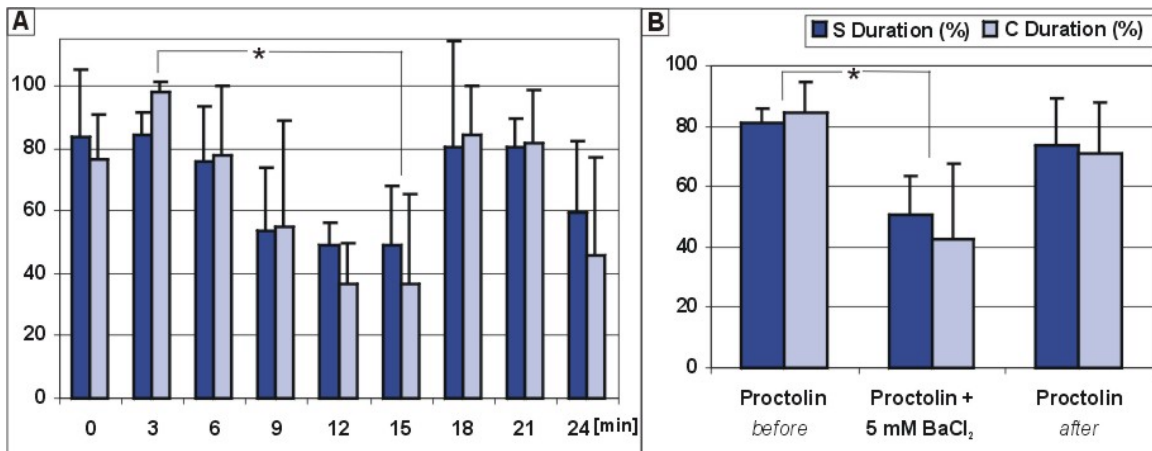 A
*
100
80
60
40
20
0
0 3 6 9 12 15 18 21 24 [min]
B
S Duration (%) C Duration (%)
*
100
80
60
40
20
0
Proctolin before
Proctolin + 5 mM BaCl₂
Proctolin after